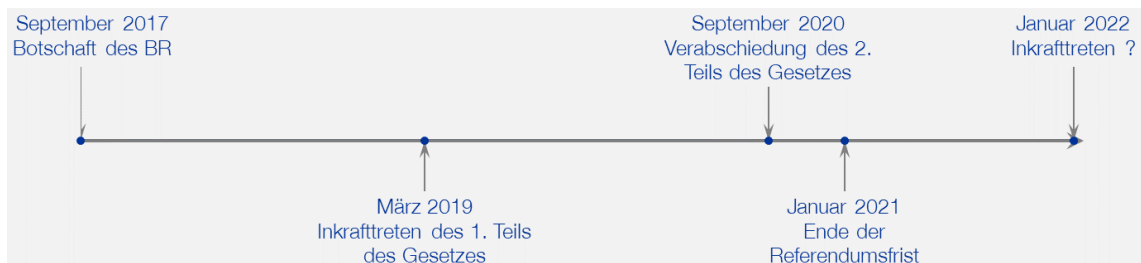 September 2017
Botschaft des BR
September 2020
Verabschiedung des 2.
Teils des Gesetzes
Januar 2022
Inkrafttreten ?
März 2019
Inkrafttreten des 1. Teils
des Gesetzes
Januar 2021
Ende der
Referendumsfrist